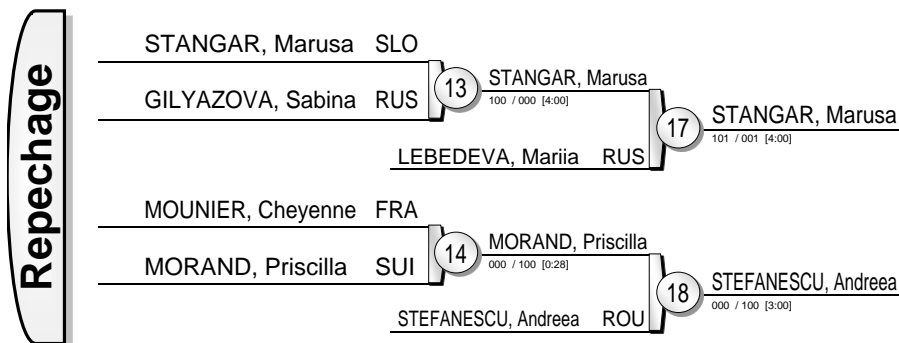 Repechage
STANGAR, Marusa SLO
GILYAZOVA, Sabina RUS
13
STANGAR, Marusa
100 / 000 [4:00]
LEBEDEVA, Mariia RUS
17
STANGAR, Marusa
101 / 001 [4:00]
MOUNIER, Cheyenne FRA
MORAND, Priscilla SUI
14
MORAND, Priscilla
000 / 100 [0:28]
STEFANESCU, Andreea ROU
18
STEFANESCU, Andreea
000 / 100 [3:00]